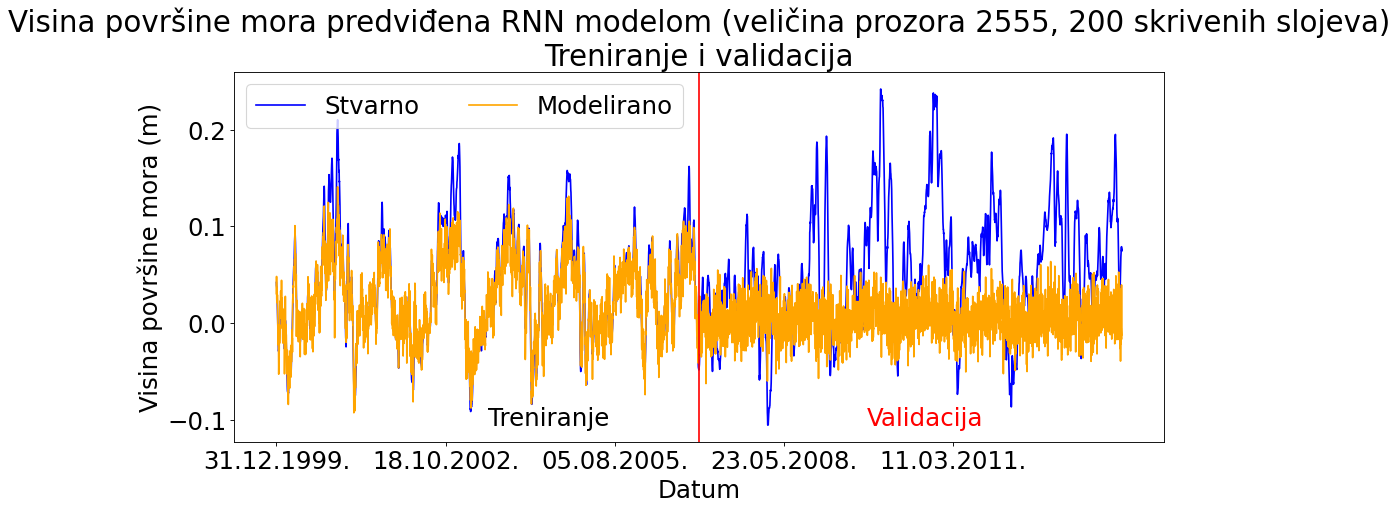 Visina površine mora predviđena RNN modelom (veličina prozora 2555, 200 skrivenih slojeva)
Treniranje i validacija
Stvarno
Modelirano
Visina površine mora (m)
0.2
0.1
0.0
−0.1
Treniranje
Validacija
31.12.1999.
18.10.2002.
05.08.2005.
23.05.2008.
11.03.2011.
Datum